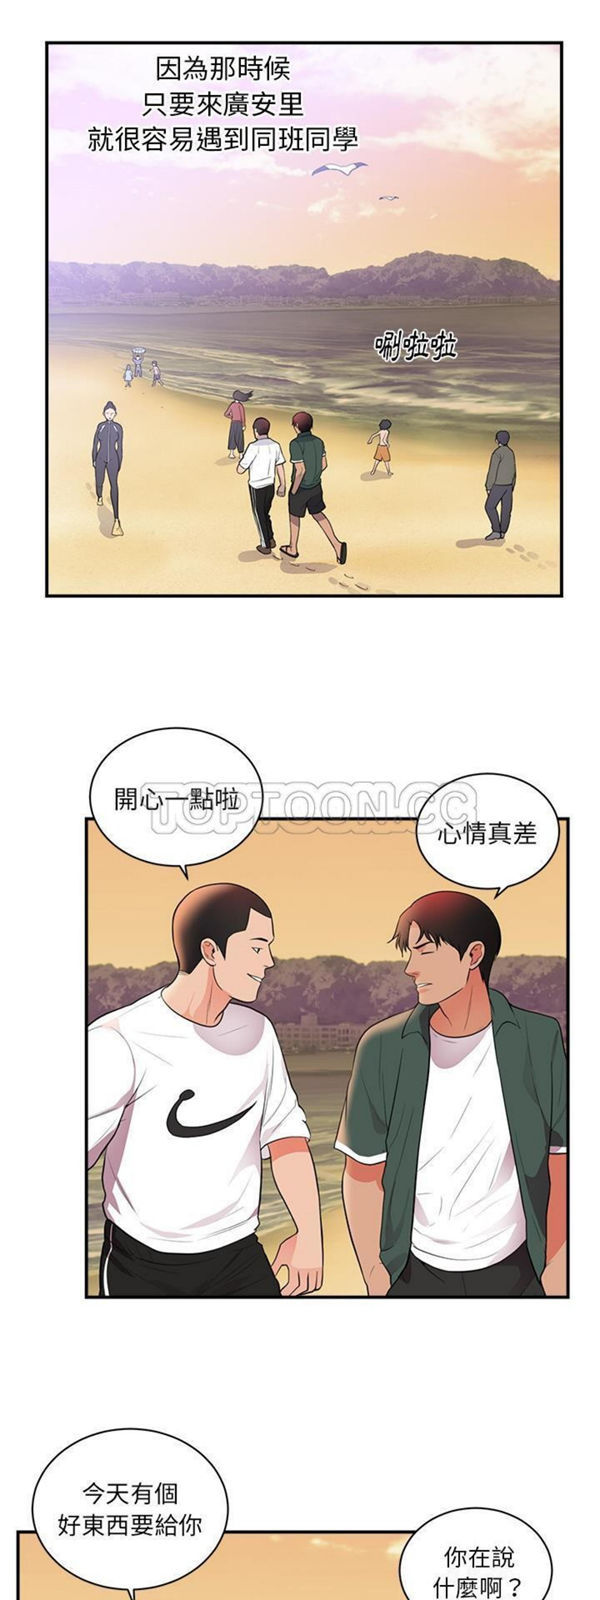 因為那時候
只要來廣安里
就很容易遇到同班同學
唰啦啦
開心一點啦
TOPTOON.CC
心情真差
今天有個
好東西要給你
你在說
什麼啊？